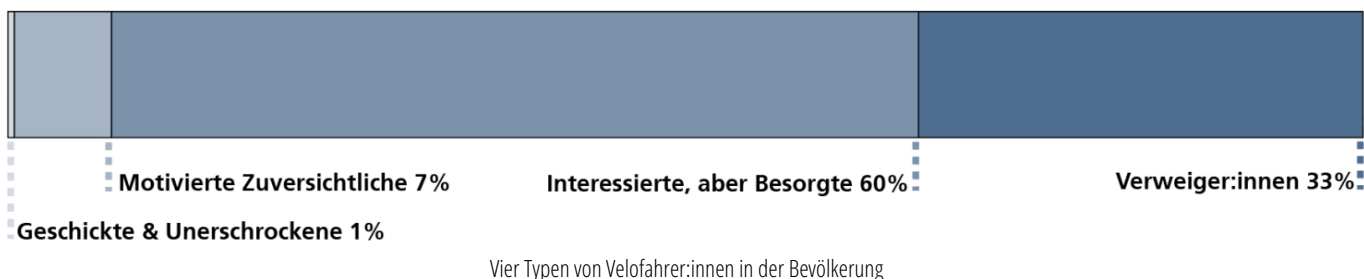 Motivierte Zuversichtliche 7%
Interessierte, aber Besorgte 60%
Verweiger:innen 33%
Geschickte & Unerschrockene 1%
Vier Typen von Velofahrer:innen in der Bevölkerung